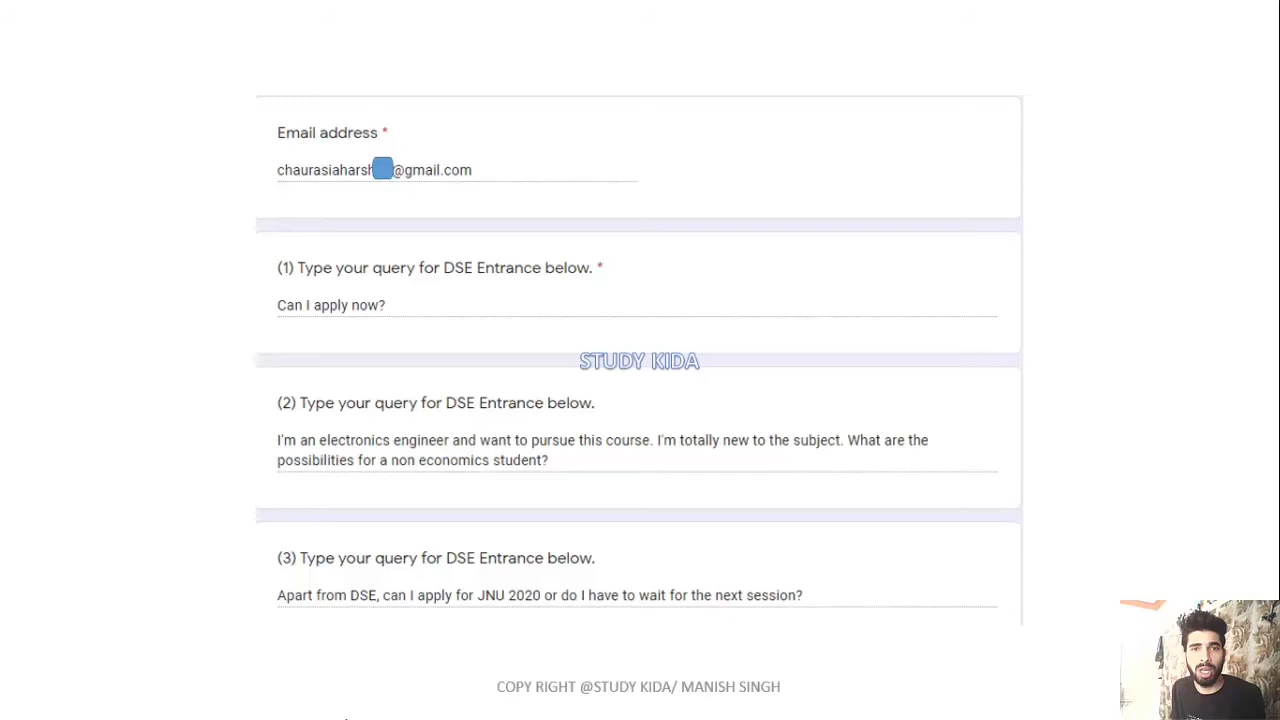 Email address *
chaurasiaharsh @gmail.com
(1) Type your query for DSE Entrance below. *
Can I apply now?
STUDY KIDA
(2) Type your query for DSE Entrance below.
I'm an electronics engineer and want to pursue this course. I'm totally new to the subject. What are the
possibilities for a non economics student?
(3) Type your query for DSE Entrance below.
Apart from DSE, can I apply for JNU 2020 or do I have to wait for the next session?
COPY RIGHT @STUDY KIDA/ MANISH SINGH